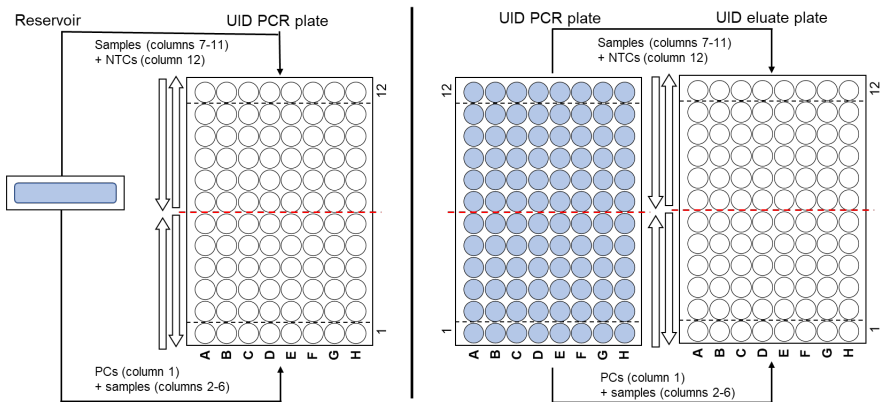 Reservoir
UID PCR plate
Samples (columns 7-11)
+ NTCs (column 12)
12
1
A B C D E F G H
PCs (column 1)
+ samples (columns 2-6)
UID PCR plate
UID eluate plate
Samples (columns 7-11)
+ NTCs (column 12)
12
12
1
1
A B C D E F G H
A B C D E F G H
PCs (column 1)
+ samples (columns 2-6)